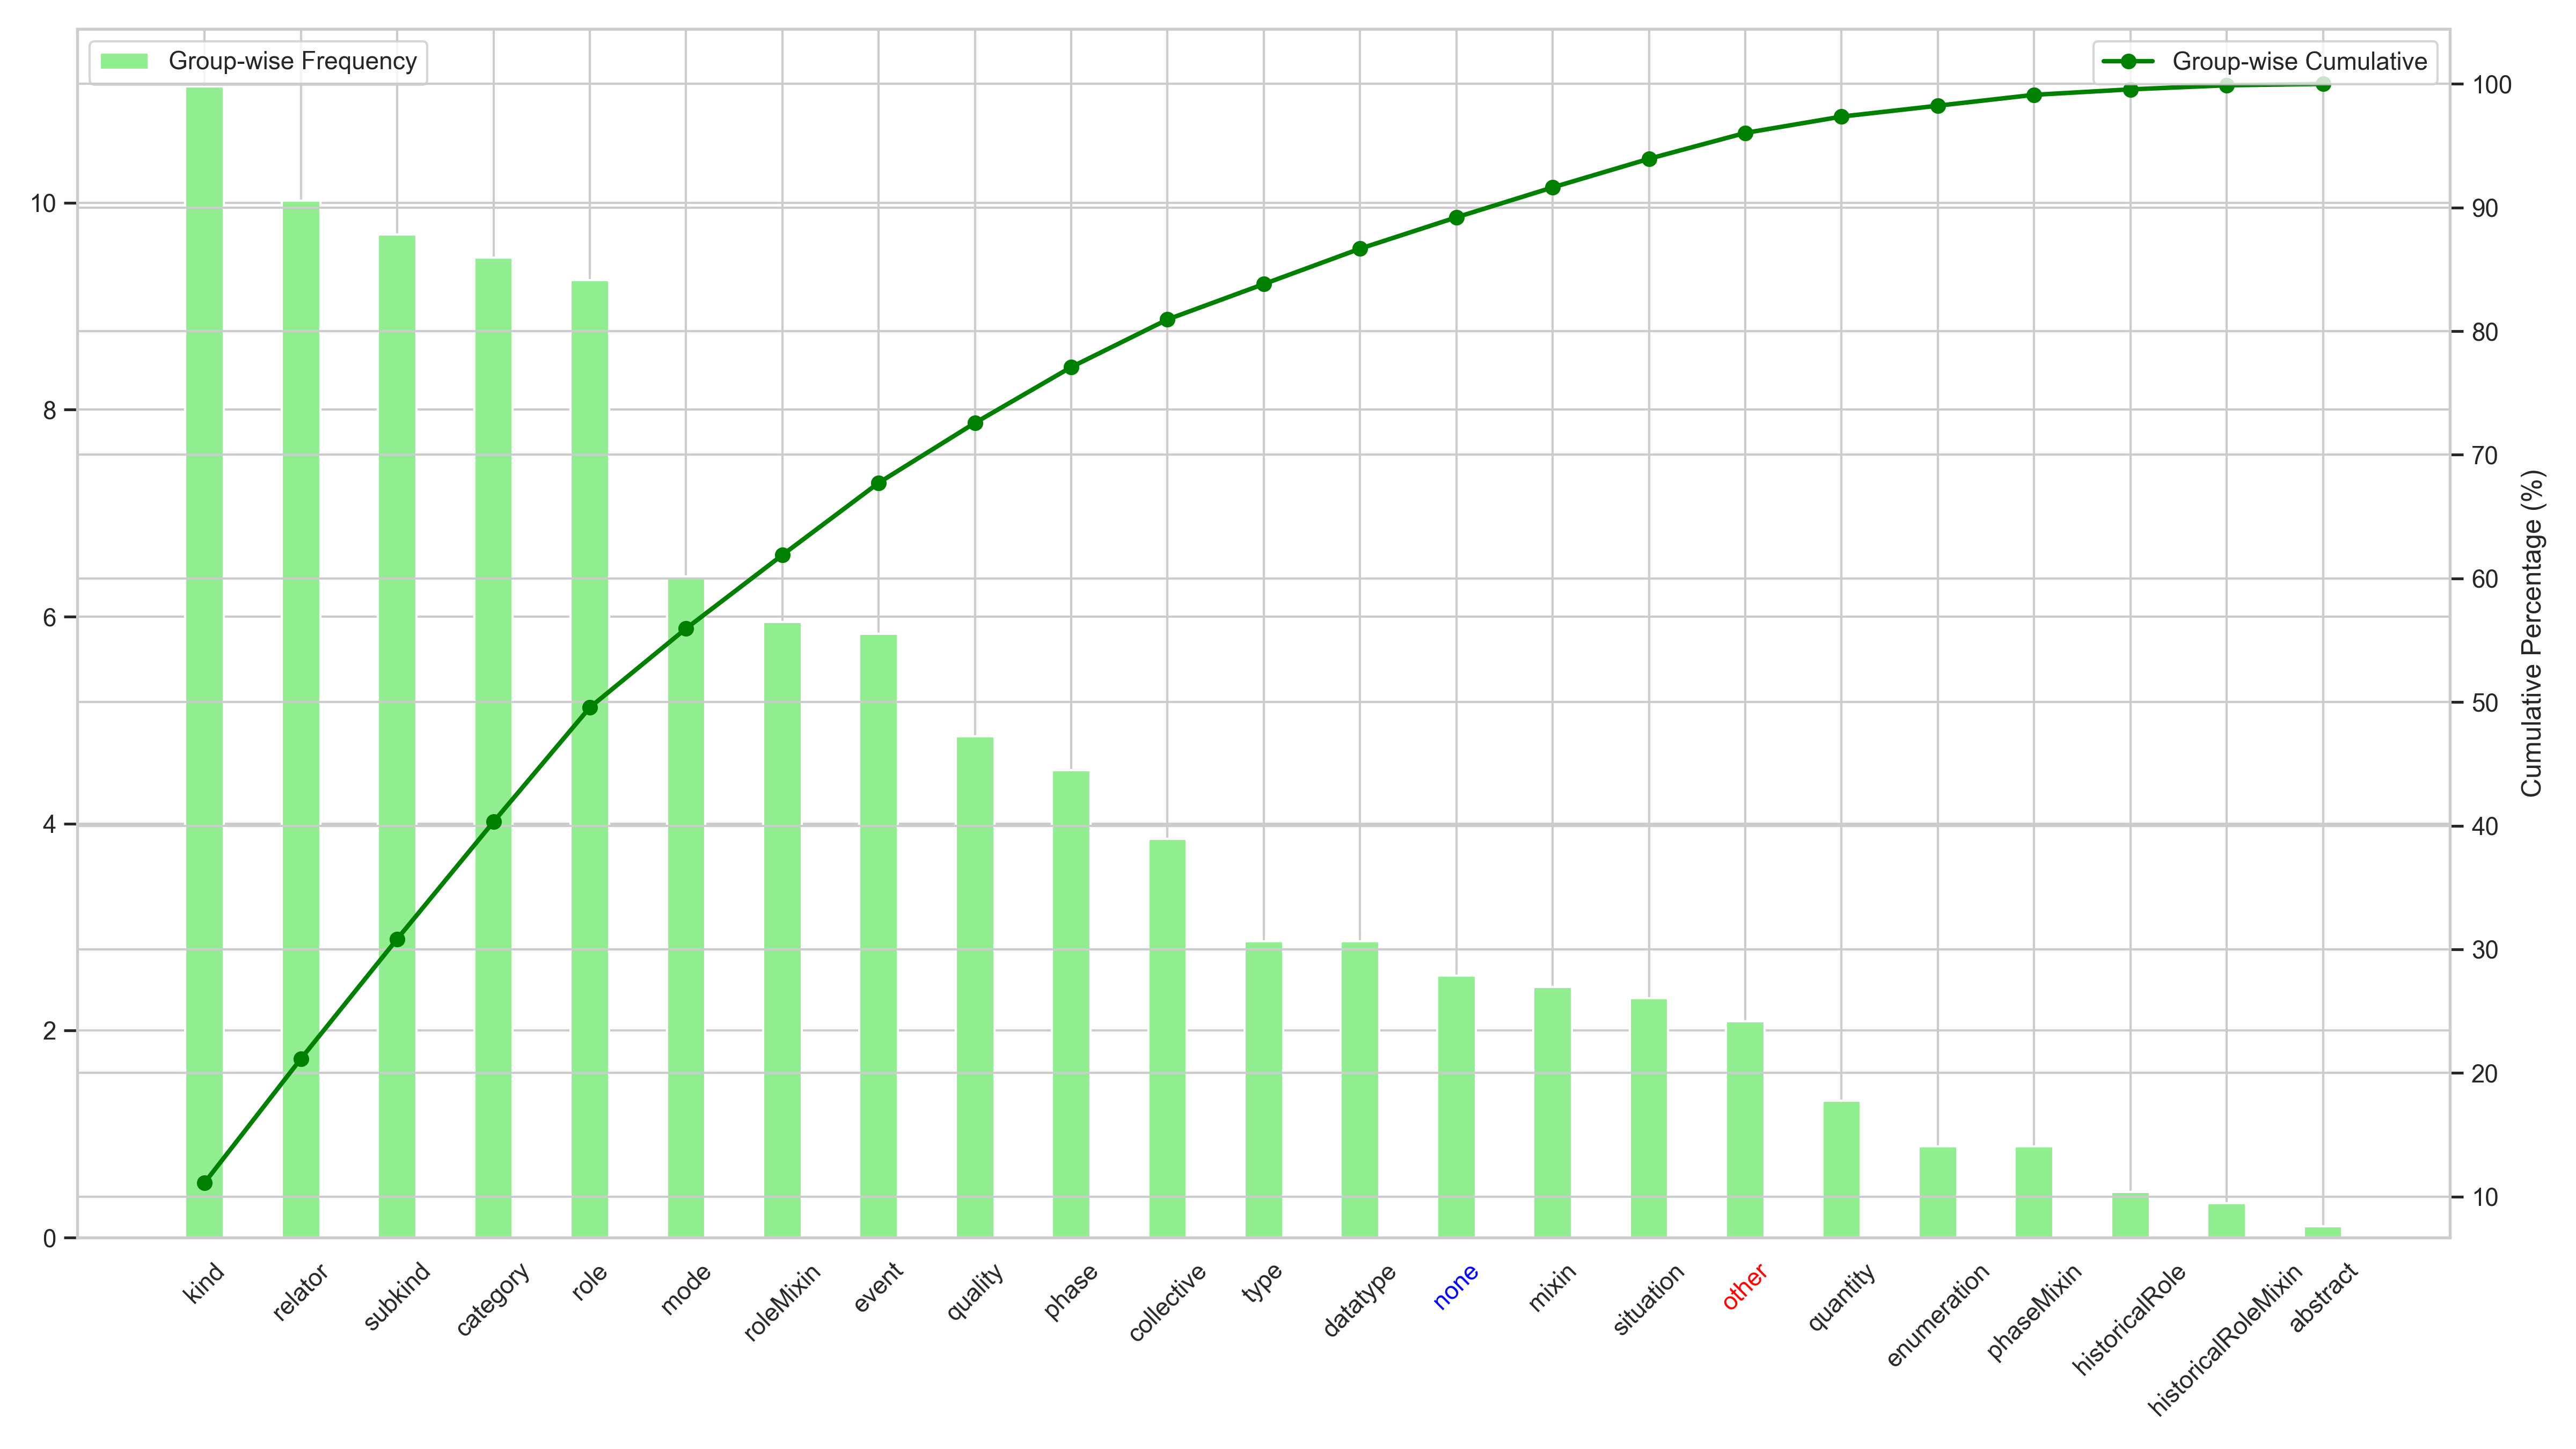 Group-wise Frequency
Group-wise Cumulative
10
8
6
4
2
0
100
90
80
70
60
50
40
30
20
10
Cumulative Percentage (%)
kind
relator
subkind
category
role
mode
roleMixin
event
quality
phase
collective
type
datatype
none
mixin
situation
other
quantity
enumeration
phaseMixin
historicalRole
historicalRoleMixin
abstract